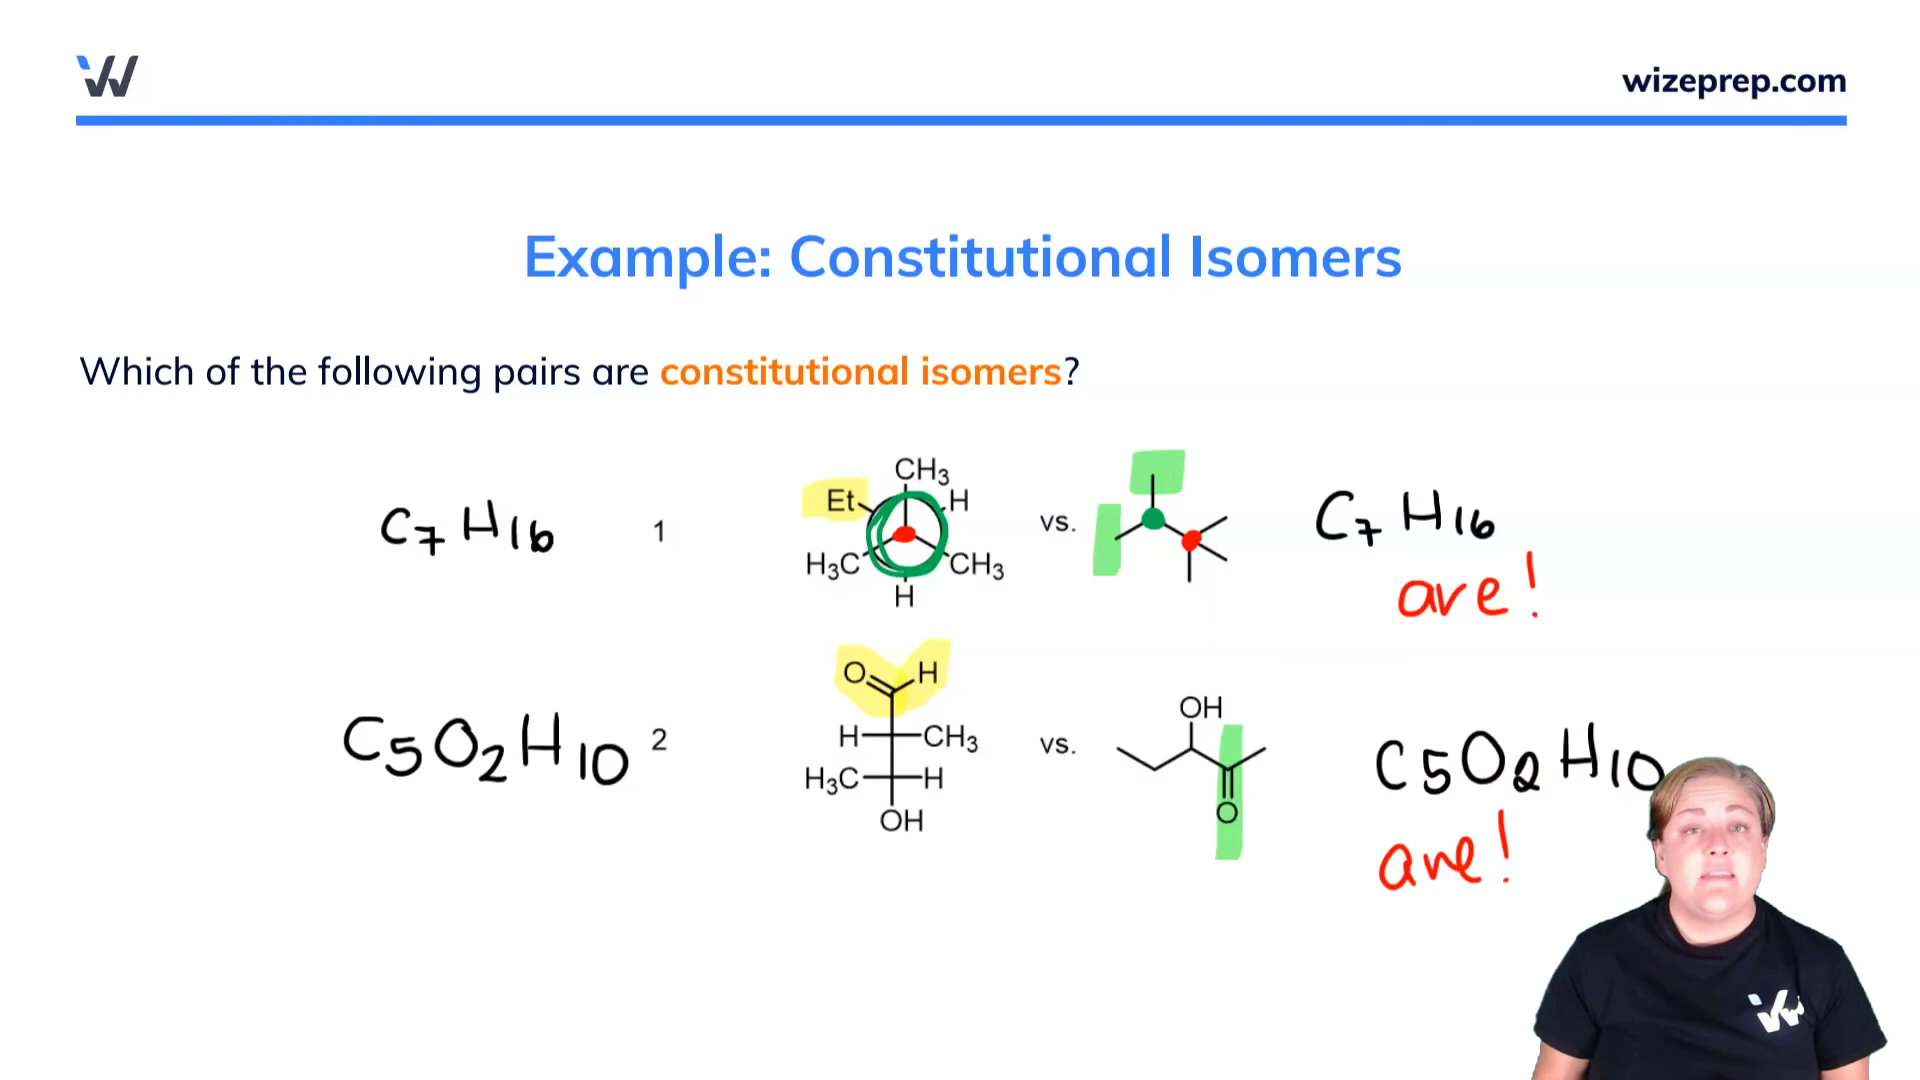 wizeprep.com
Example: Constitutional Isomers
Which of the following pairs are constitutional isomers?
C7H16 1 Et CH3 H H3C CH3 H vs. C7H16
are!
C5O2H10 2 O H H CH3 H3C H OH vs. OH O C5O2H10
are!